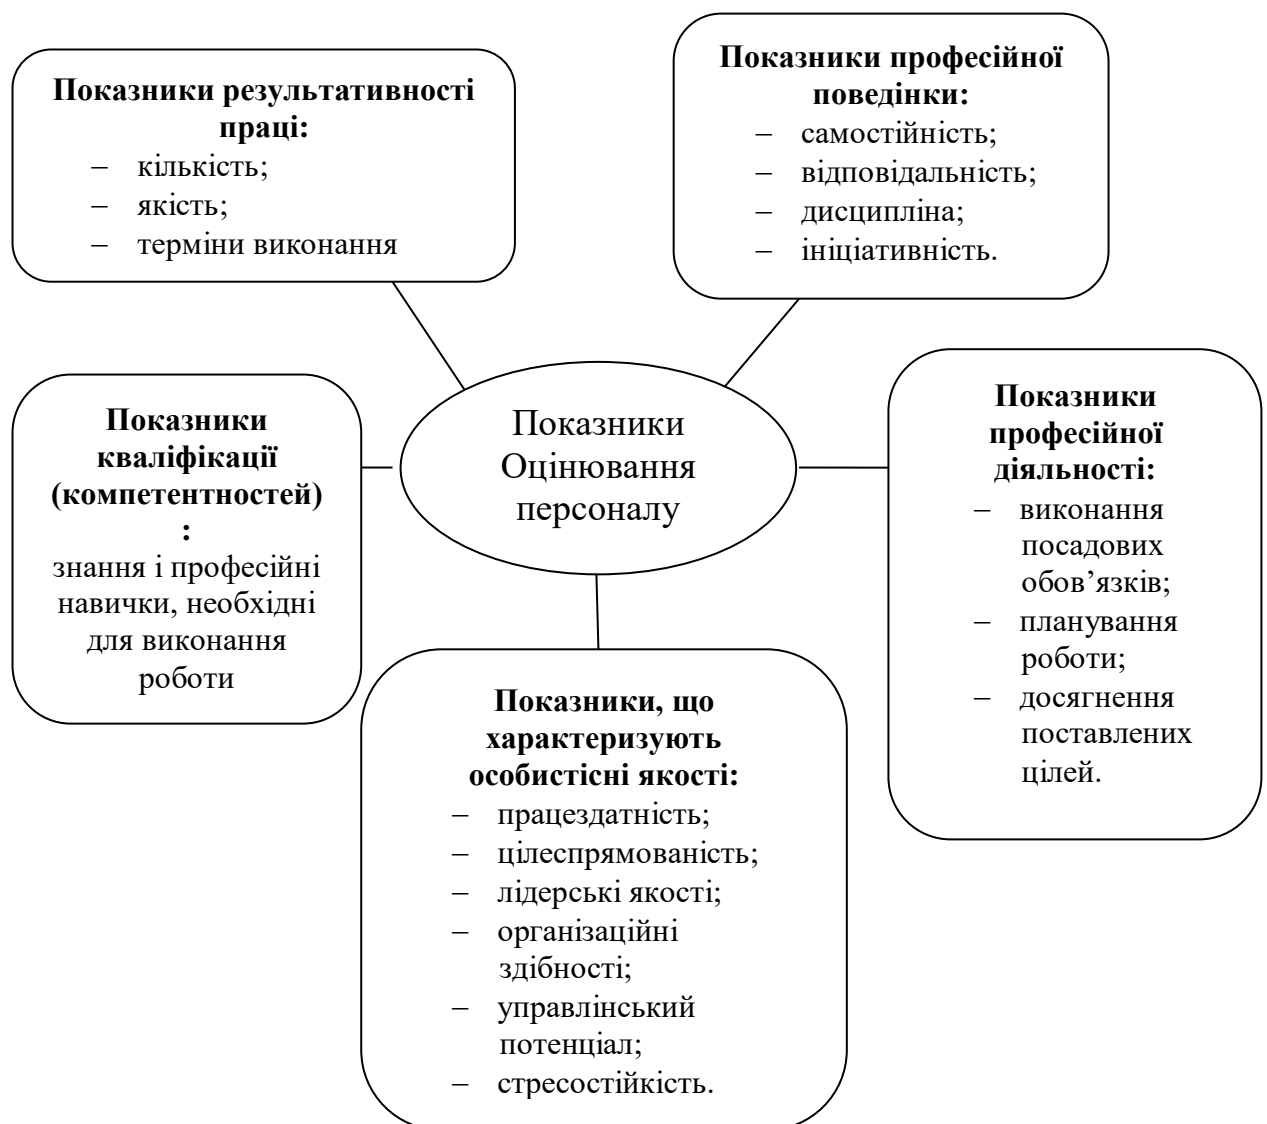 Показники результативності
праці:
– кількість;
– якість;
– терміни виконання
Показники професійної
поведінки:
– самостійність;
– відповідальність;
– дисципліна;
– ініціативність.
Показники
кваліфікації
(компетентностей)
:
знання і професійні
навички, необхідні
для виконання
роботи
Показники
Оцінювання
персоналу
Показники
професійної
діяльності:
– виконання
посадових
обов’язків;
– планування
роботи;
– досягнення
поставлених
цілей.
Показники, що
характеризують
особистісні якості:
– працездатність;
– цілеспрямованість;
– лідерські якості;
– організаційні
здібності;
– управлінський
потенціал;
– стресостійкість.